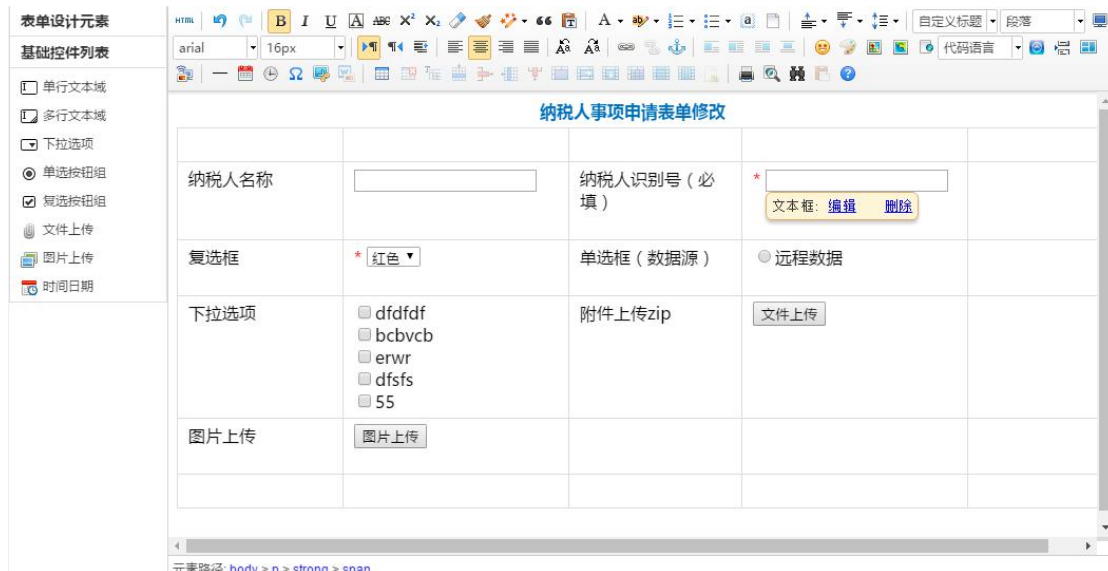 表单设计元素
基础控件列表
单行文本域
多行文本域
下拉选项
单选按钮组
复选按钮组
文件上传
图片上传
时间日期
HTML B I U A ABC X² X₂ 66 A aby a 自定义标题 段落
arial 16px 代码语言
Ω
纳税人事项申请表单修改
纳税人名称 纳税人识别号（必填） *
文本框: 编辑 删除
复选框 * 红色 单选框（数据源） 远程数据
下拉选项 dfdfdf 附件上传zip 文件上传
bcbvcb
erwr
dfsfs
55
图片上传 图片上传
元素路径: body > p > strong > span